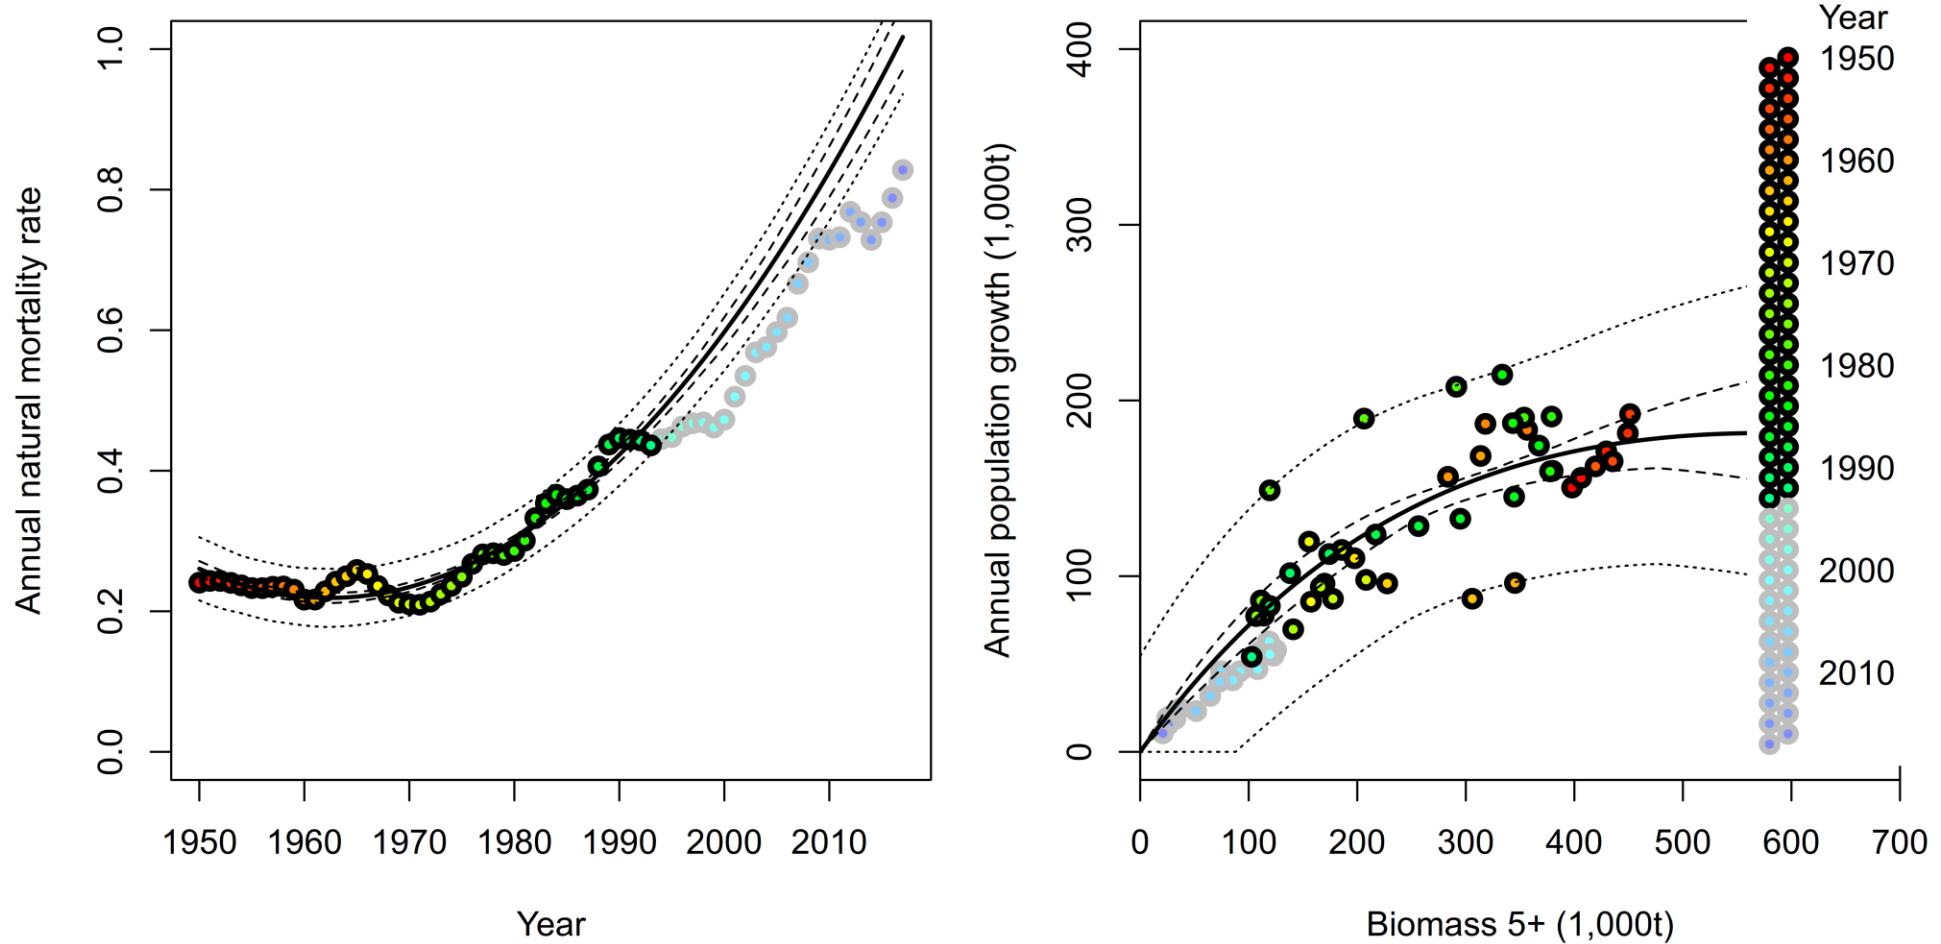 Annual natural mortality rate
1.0
0.8
0.6
0.4
0.2
0.0
1950 1960 1970 1980 1990 2000 2010
Year
Annual population growth (1,000t)
400
300
200
100
0
0 100 200 300 400 500 600 700
Biomass 5+ (1,000t)
Year
1950
1960
1970
1980
1990
2000
2010